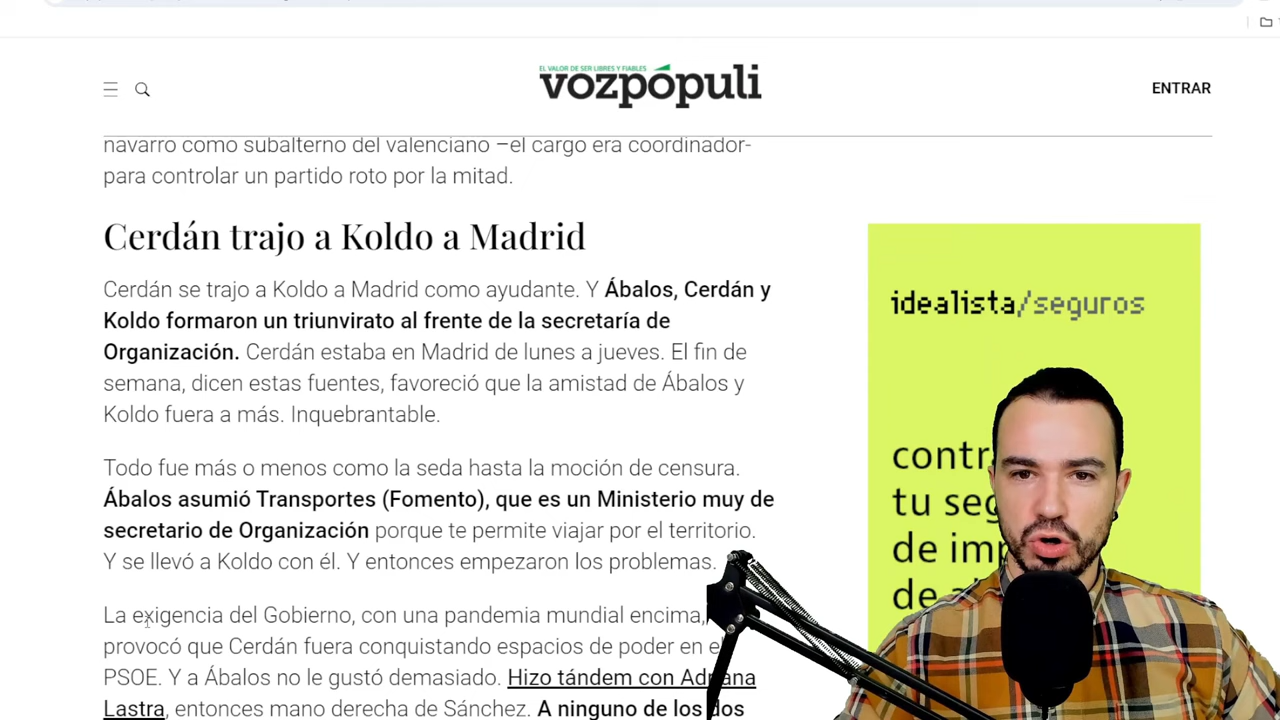 EL VALOR DE SER LIBRES Y FIABLES
vozpópuli
ENTRAR
navarro como subalterno del valenciano –el cargo era coordinador-
para controlar un partido roto por la mitad.
Cerdán trajo a Koldo a Madrid
Cerdán se trajo a Koldo a Madrid como ayudante. Y Ábalos, Cerdán y
Koldo formaron un triunvirato al frente de la secretaría de
Organización. Cerdán estaba en Madrid de lunes a jueves. El fin de
semana, dicen estas fuentes, favoreció que la amistad de Ábalos y
Koldo fuera a más. Inquebrantable.
Todo fue más o menos como la seda hasta la moción de censura.
Ábalos asumió Transportes (Fomento), que es un Ministerio muy de
secretario de Organización porque te permite viajar por el territorio.
Y se llevó a Koldo con él. Y entonces empezaron los problemas.
La exigencia del Gobierno, con una pandemia mundial encima,
provocó que Cerdán fuera conquistando espacios de poder en el
PSOE. Y a Ábalos no le gustó demasiado. Hizo tándem con Adriana
Lastra, entonces mano derecha de Sánchez. A ninguno de los dos
idealista/seguros
tu
de
de